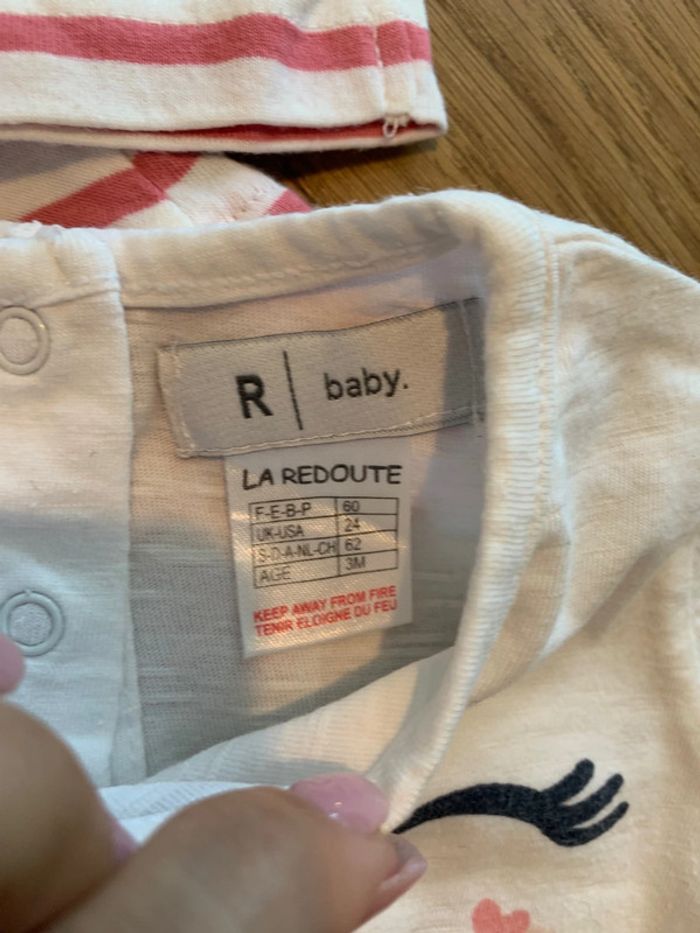 R | baby.
LA REDOUTE
F-E-B-P 60
UK-USA 24
S-D-A-NL-CH 62
AGE 3M
KEEP AWAY FROM FIRE
TENIR ELOIGNE DU FEU